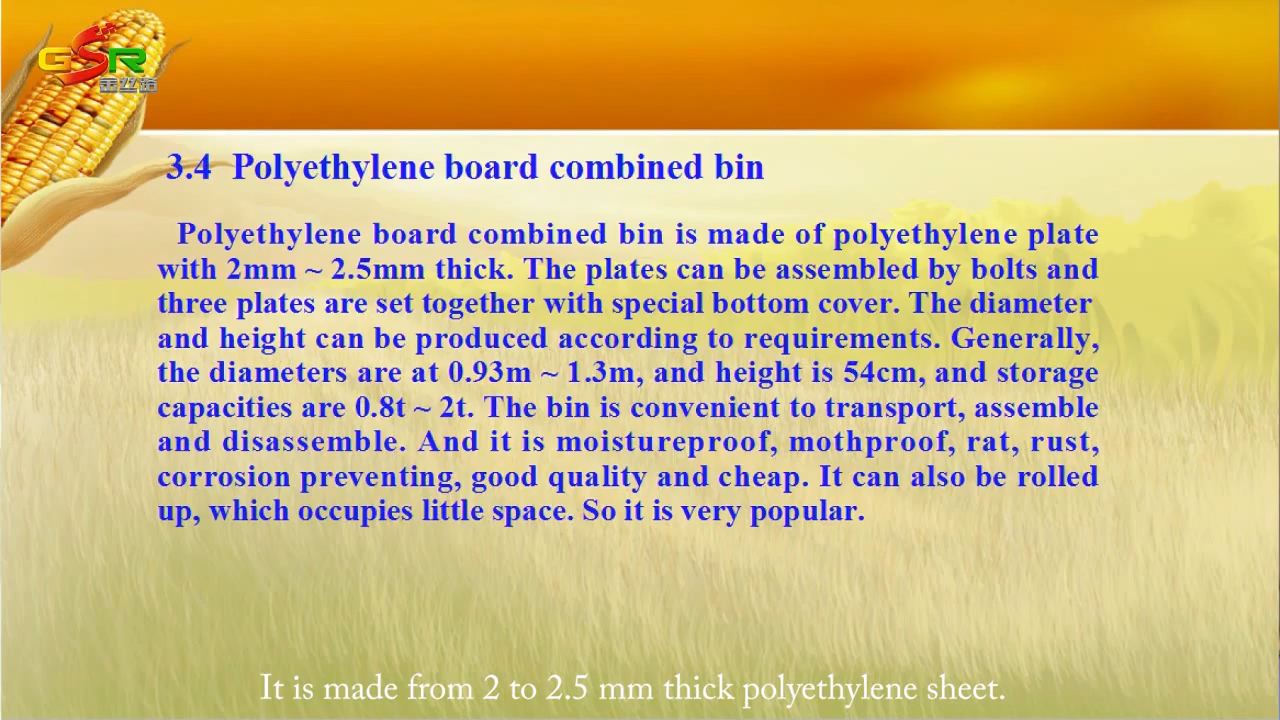 GSR
金丝路
3.4 Polyethylene board combined bin
Polyethylene board combined bin is made of polyethylene plate
with 2mm ~ 2.5mm thick. The plates can be assembled by bolts and
three plates are set together with special bottom cover. The diameter
and height can be produced according to requirements. Generally,
the diameters are at 0.93m ~ 1.3m, and height is 54cm, and storage
capacities are 0.8t ~ 2t. The bin is convenient to transport, assemble
and disassemble. And it is moistureproof, mothproof, rat, rust,
corrosion preventing, good quality and cheap. It can also be rolled
up, which occupies little space. So it is very popular.
It is made from 2 to 2.5 mm thick polyethylene sheet.